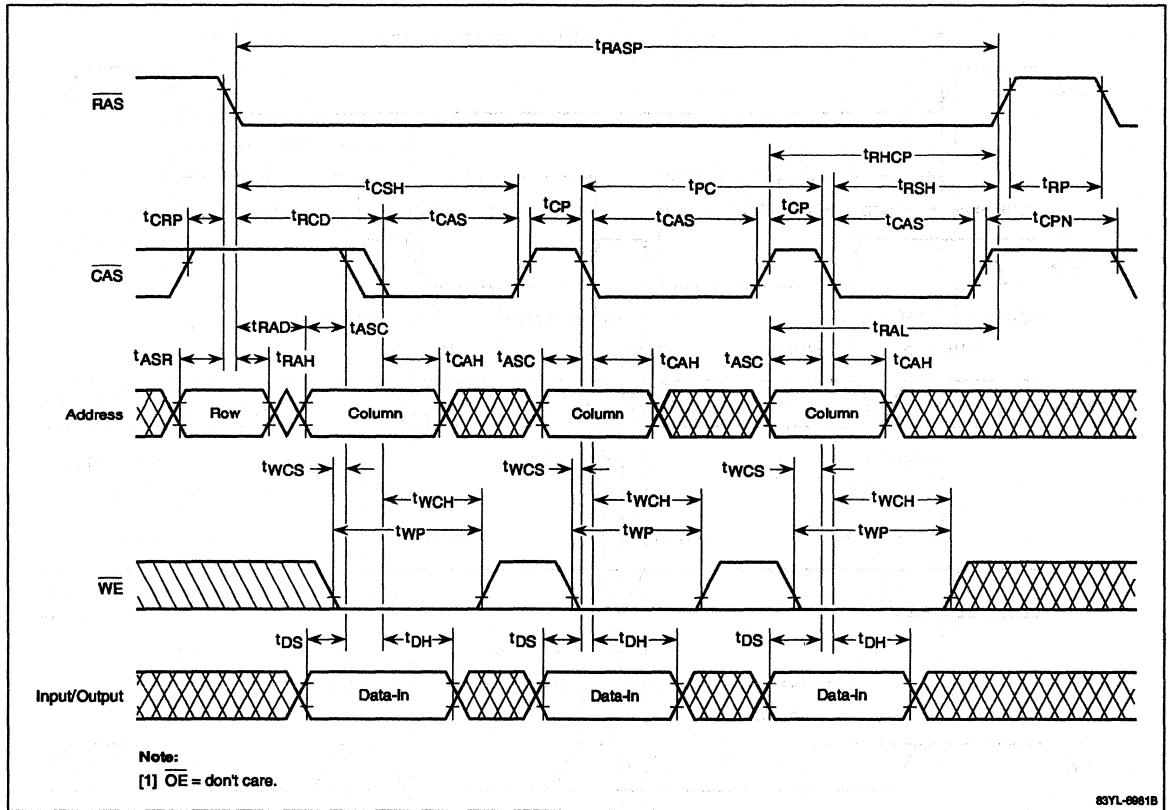 tRASP
RAS
tRHCP
tCSH tPC tRSH tRP
tCRP tRCD tCAS tCP tCAS tCP tCAS tCPN
CAS
tRAD tASC tRAL
tASR tRAH tCAH tASC tCAH tASC tCAH
Address Row Column Column Column
tWCS tWCS tWCS
tWCH tWCH tWCH
tWP tWP tWP
WE
tDS tDH tDS tDH tDS tDH
Input/Output Data-In Data-In Data-In
Note:
[1] OE = don't care.
83YL-6981B